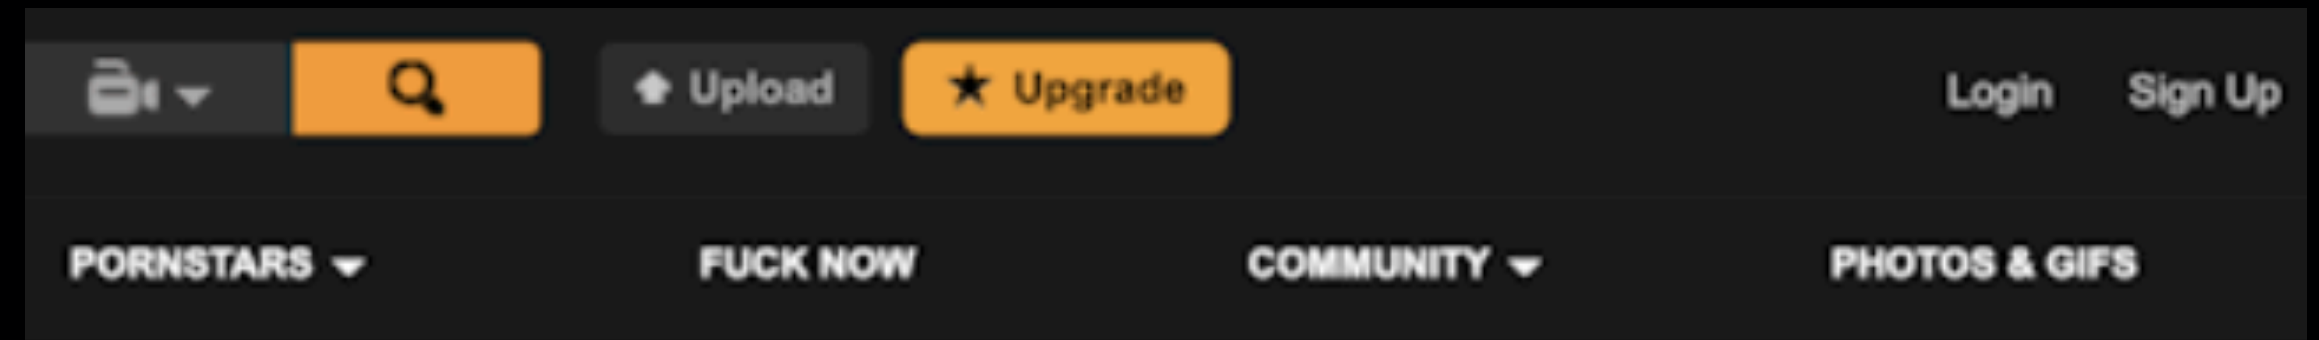 Upload Upgrade Login Sign Up
PORNSTARS FUCK NOW COMMUNITY PHOTOS & GIFS